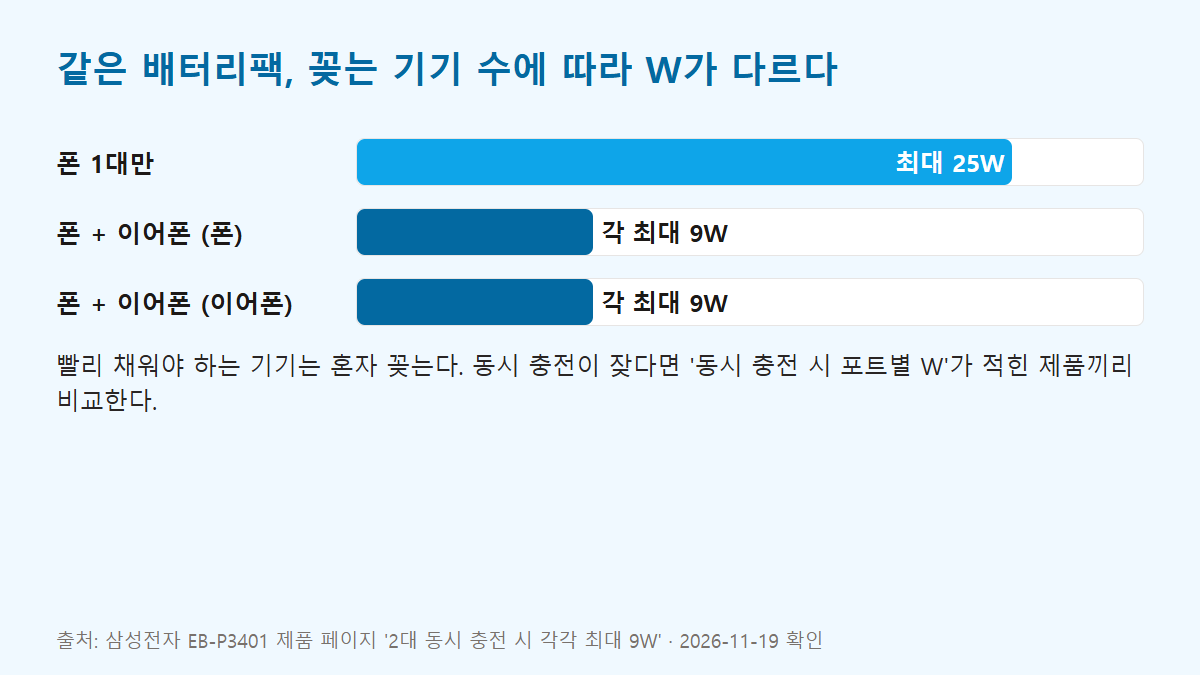 같은 배터리팩, 꽂는 기기 수에 따라 W가 다르다
폰 1대만
최대 25W
폰 + 이어폰 (폰)
각 최대 9W
폰 + 이어폰 (이어폰)
각 최대 9W
빨리 채워야 하는 기기는 혼자 꽂는다. 동시 충전이 잦다면 '동시 충전 시 포트별 W'가 적힌 제품끼리
비교한다.
출처: 삼성전자 EB-P3401 제품 페이지 '2대 동시 충전 시 각각 최대 9W' · 2026-11-19 확인